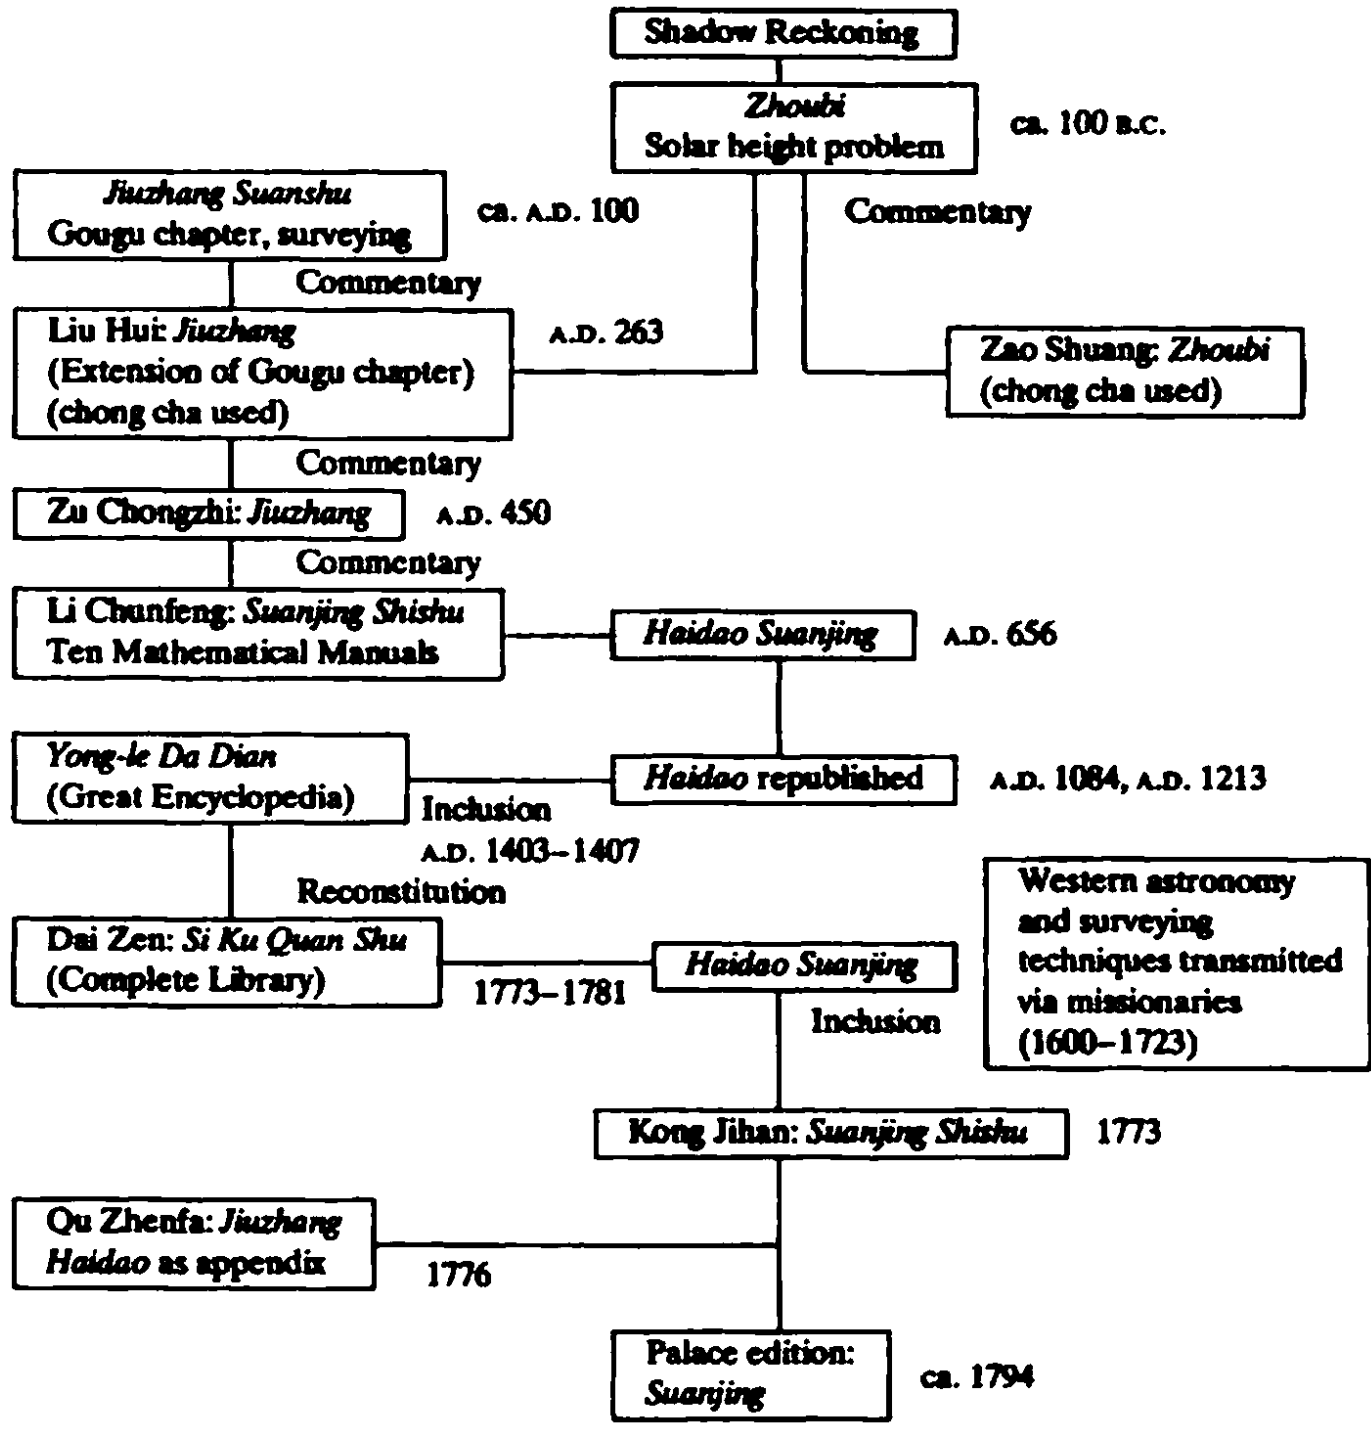 Shadow Reckoning
Zhoubi
Solar height problem
ca. 100 B.C.
Jiuzhang Suanshu
Gougu chapter, surveying
ca. A.D. 100
Commentary
Commentary
Liu Hui: Jiuzhang
(Extension of Gougu chapter)
(chong cha used)
A.D. 263
Zao Shuang: Zhoubi
(chong cha used)
Commentary
Zu Chongzhi: Jiuzhang
A.D. 450
Commentary
Li Chunfeng: Suanjing Shishu
Ten Mathematical Manuals
Haidao Suanjing
A.D. 656
Yong-le Da Dian
(Great Encyclopedia)
Haidao republished
A.D. 1084, A.D. 1213
Inclusion
A.D. 1403–1407
Reconstitution
Western astronomy
and surveying
techniques transmitted
via missionaries
(1600–1723)
Dai Zen: Si Ku Quan Shu
(Complete Library)
1773–1781
Haidao Suanjing
Inclusion
Kong Jihan: Suanjing Shishu
1773
Qu Zhenfa: Jiuzhang
Haidao as appendix
1776
Palace edition:
Suanjing
ca. 1794